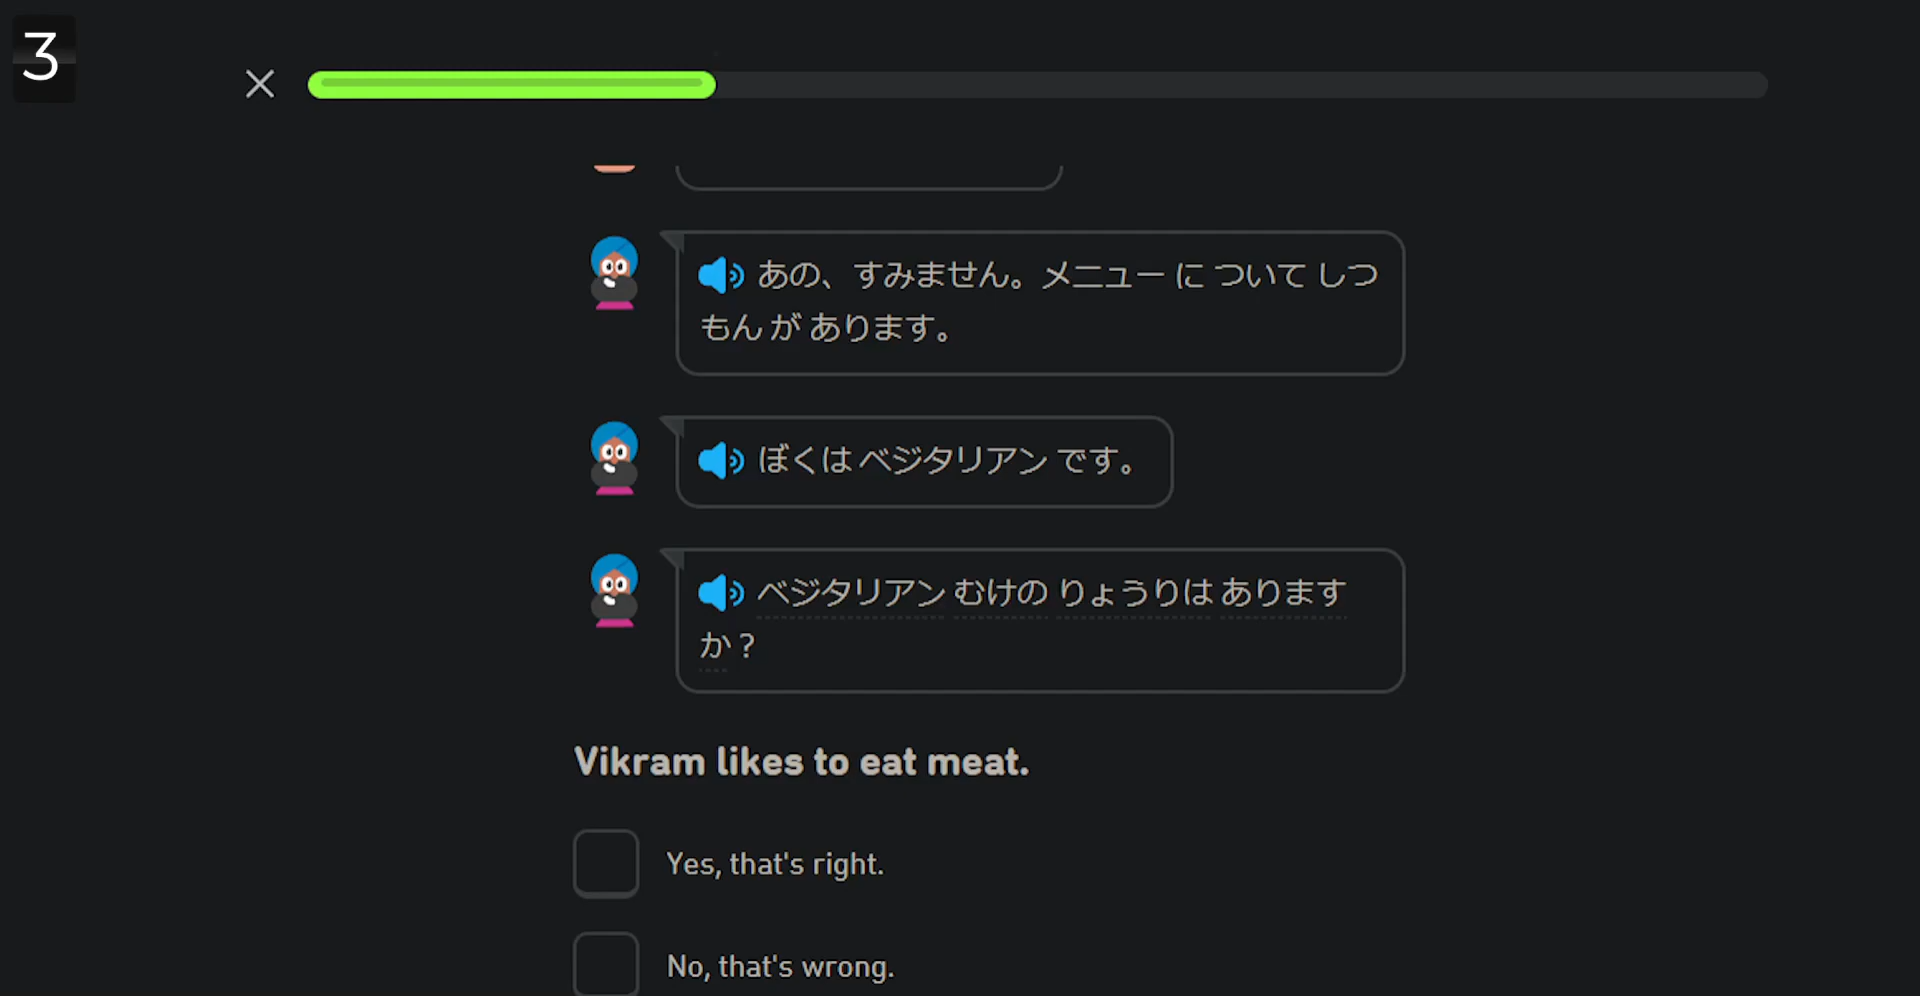 3
あの、すみません。メニュー に ついて しつ
もん が あります。
ぼくは ベジタリアン です。
ベジタリアン むけの りょうりは あります
か？
Vikram likes to eat meat.
Yes, that's right.
No, that's wrong.